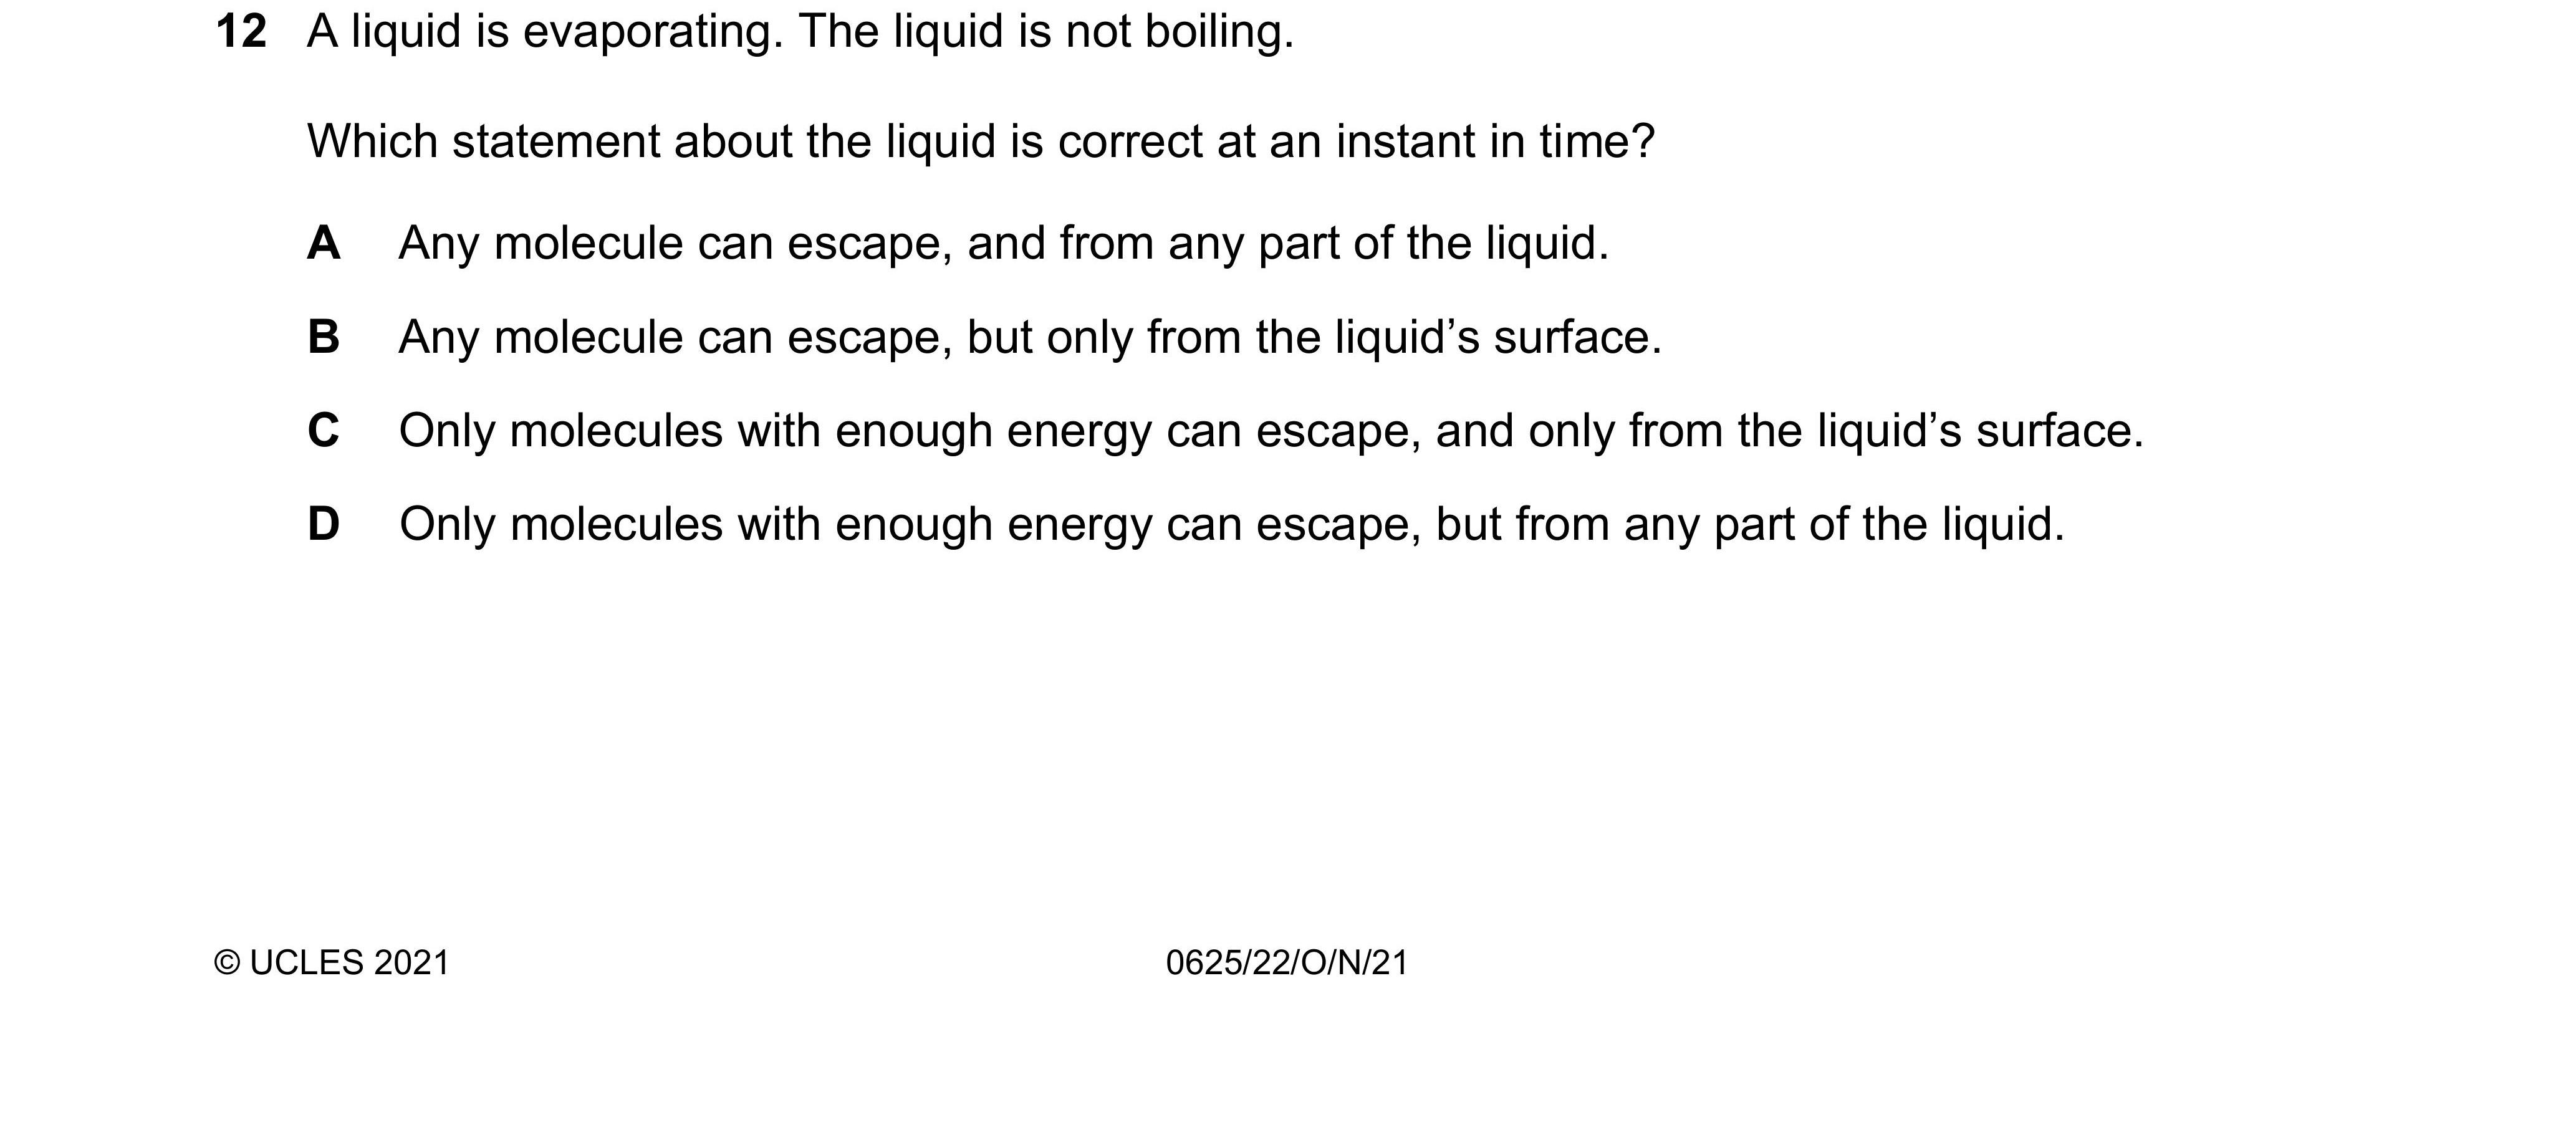 12 A liquid is evaporating. The liquid is not boiling.
Which statement about the liquid is correct at an instant in time?
A Any molecule can escape, and from any part of the liquid.
B Any molecule can escape, but only from the liquid’s surface.
C Only molecules with enough energy can escape, and only from the liquid’s surface.
D Only molecules with enough energy can escape, but from any part of the liquid.
© UCLES 2021 0625/22/O/N/21